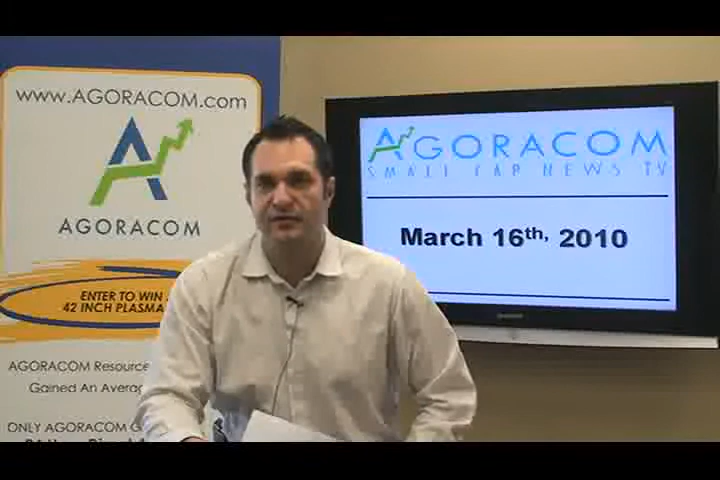 www.AGORACOM.com
AGORACOM
ENTER TO WIN
42 INCH PLASMA
AGORACOM Resource
Gained An Averag
ONLY AGORACOM G
AGORACOM
SMALL CAP NEWS TV
March 16th, 2010